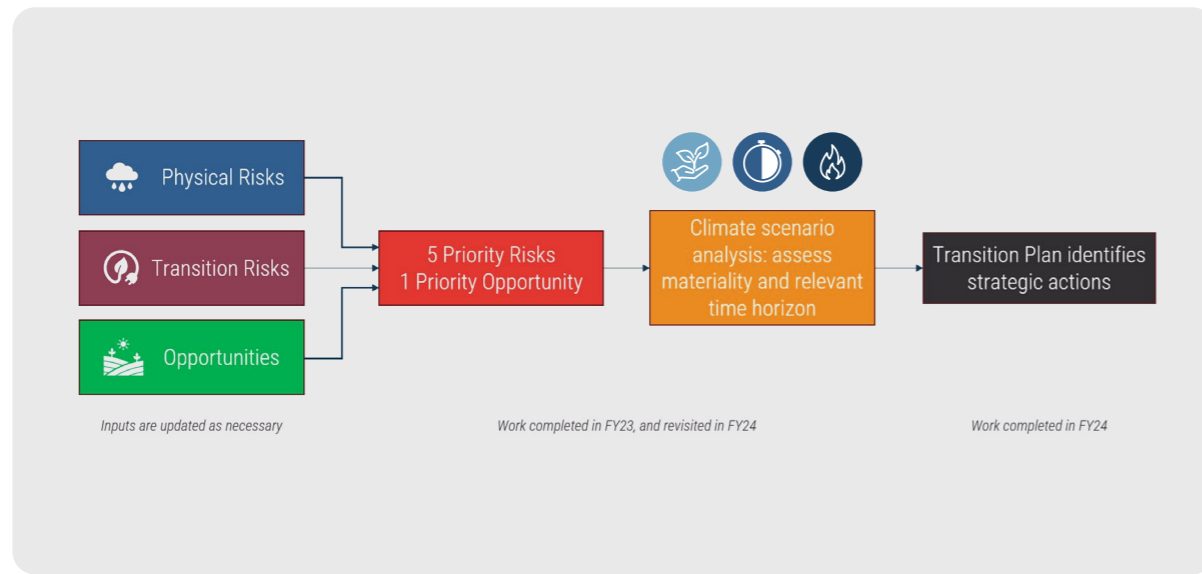 Physical Risks
Transition Risks
Opportunities
Inputs are updated as necessary
5 Priority Risks
1 Priority Opportunity
Climate scenario
analysis: assess
materiality and relevant
time horizon
Work completed in FY23, and revisited in FY24
Transition Plan identifies
strategic actions
Work completed in FY24